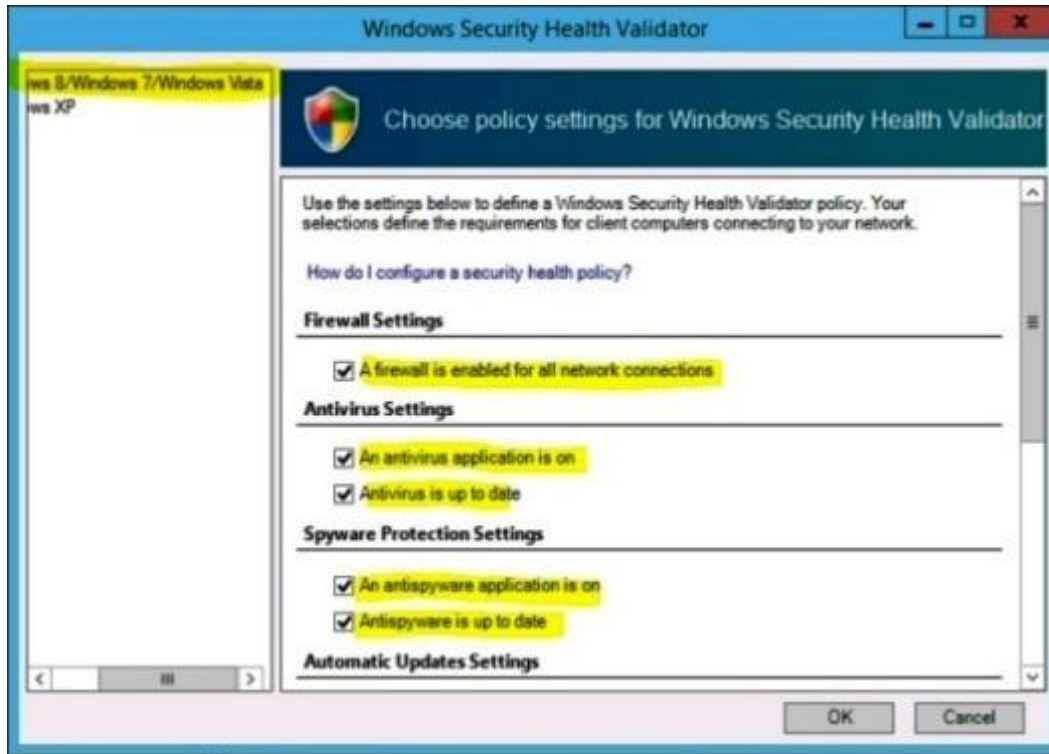 Windows Security Health Validator
ws 8/Windows 7/Windows Vista
ws XP
Choose policy settings for Windows Security Health Validator
Use the settings below to define a Windows Security Health Validator policy. Your
selections define the requirements for client computers connecting to your network.
How do I configure a security health policy?
Firewall Settings
A firewall is enabled for all network connections
Antivirus Settings
An antivirus application is on
Antivirus is up to date
Spyware Protection Settings
An antispyware application is on
Antispyware is up to date
Automatic Updates Settings
OK Cancel